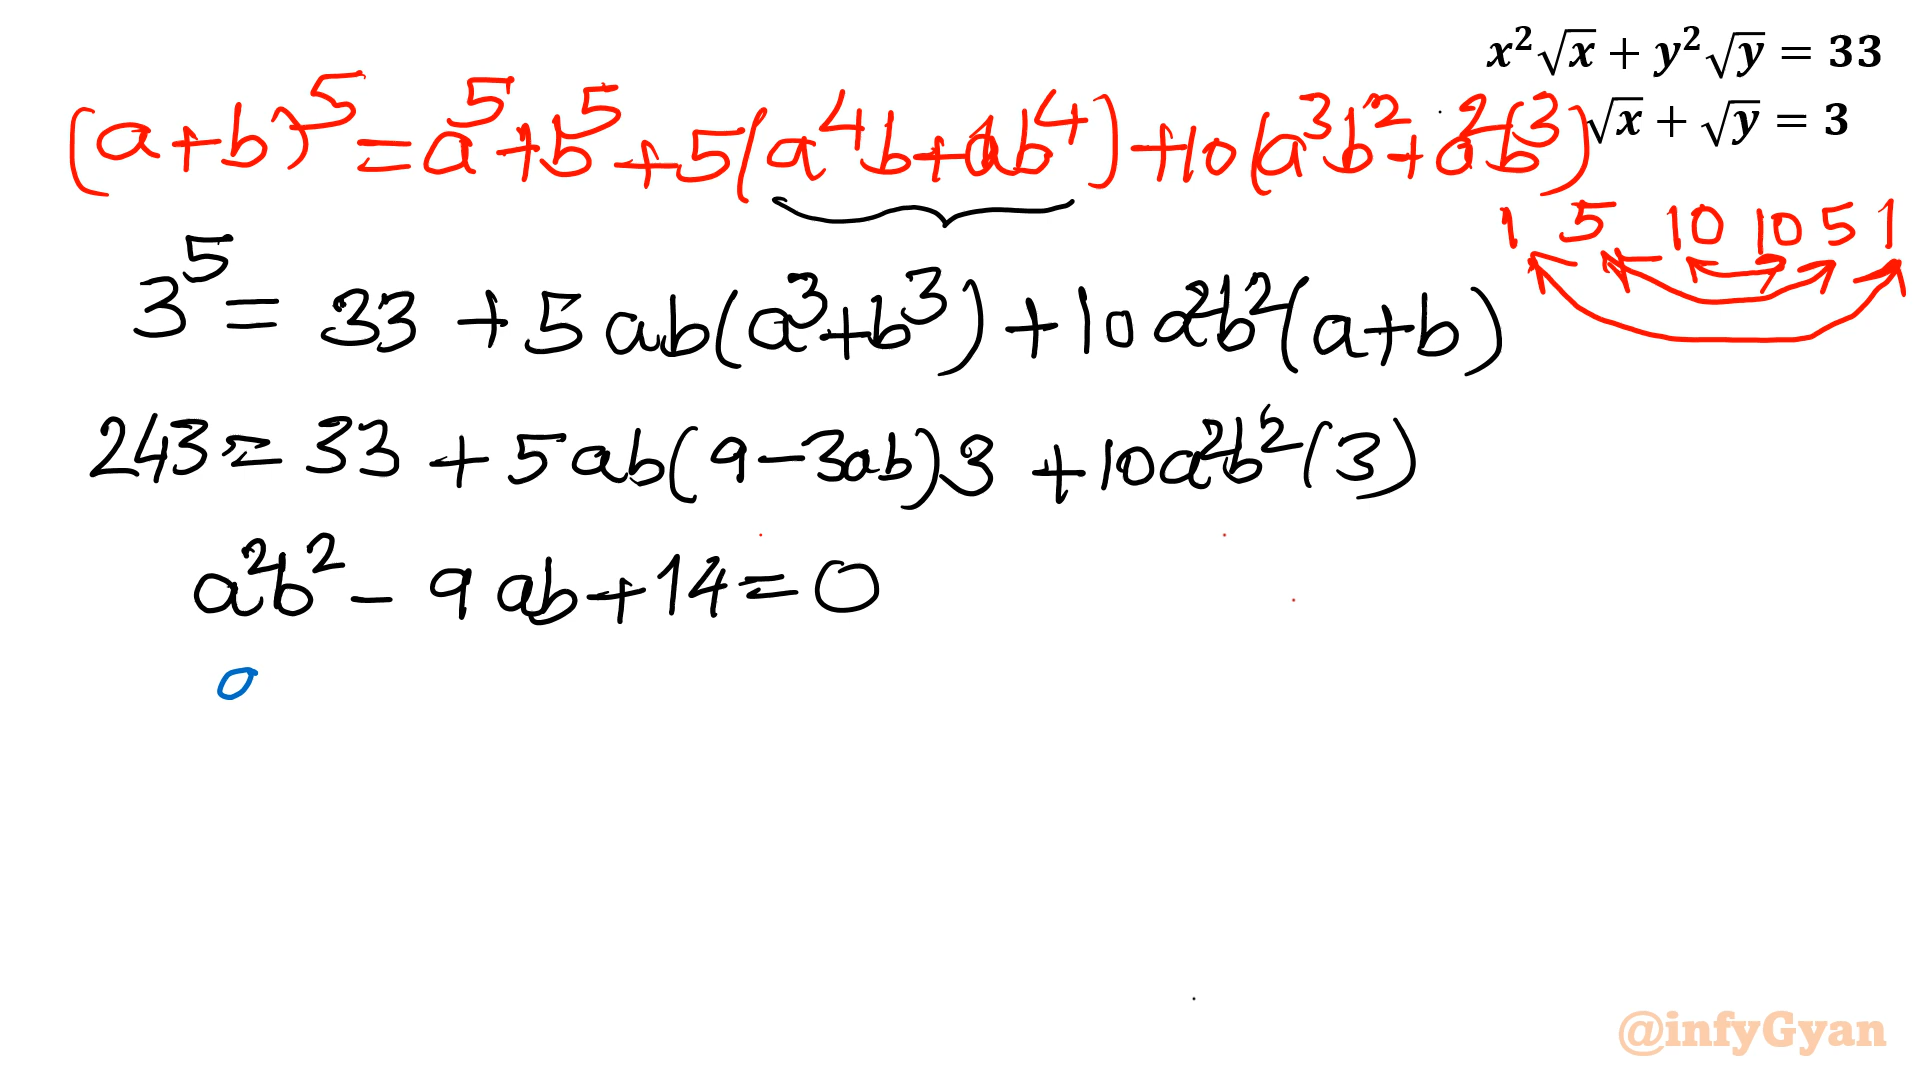 x²√x + y²√y = 33
√x + √y = 3
(a+b)⁵ = a⁵+b⁵+5(a⁴b+ab⁴)+10(a³b²+a²b³)
1 5 10 10 5 1
3⁵ = 33 + 5ab(a³+b³)+10a²b²(a+b)
243 = 33 + 5ab(9-3ab)3 + 10a²b²(3)
a²b² - 9ab + 14 = 0
@infyGyan